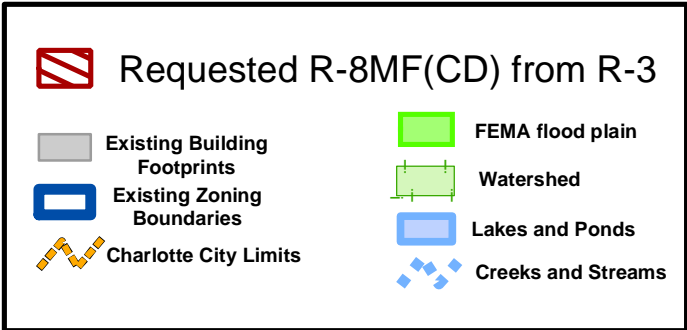 Requested R-8MF(CD) from R-3
Existing Building
Footprints
Existing Zoning
Boundaries
Charlotte City Limits
FEMA flood plain
Watershed
Lakes and Ponds
Creeks and Streams